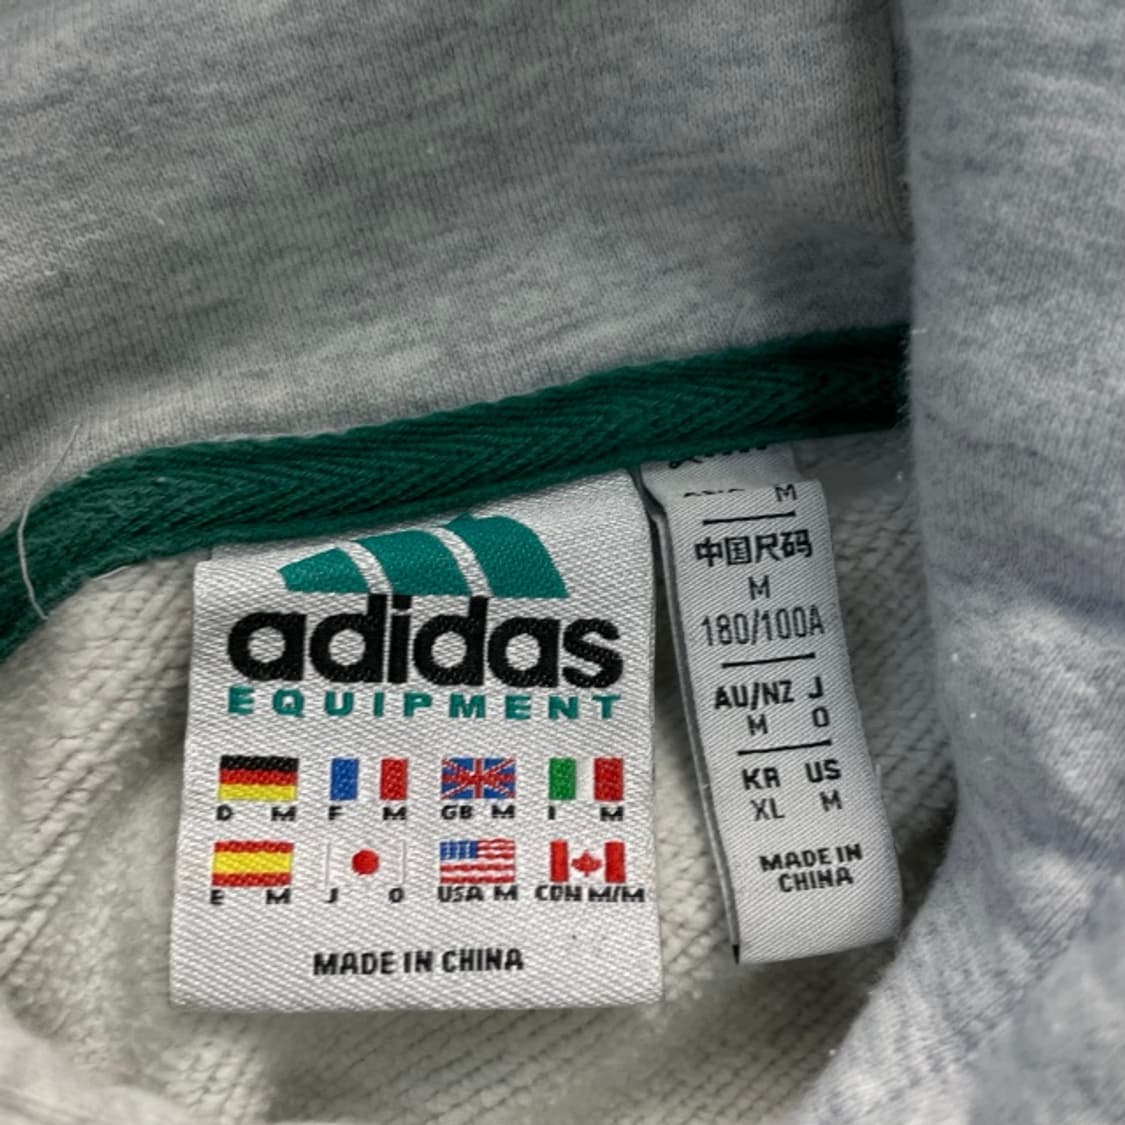 adidas
EQUIPMENT
D M F M GB M I M
E M J O USA M CDN M/M
MADE IN CHINA
M
中国尺码
M
180/100A
AU/NZ J
M O
KR US
XL M
MADE IN
CHINA